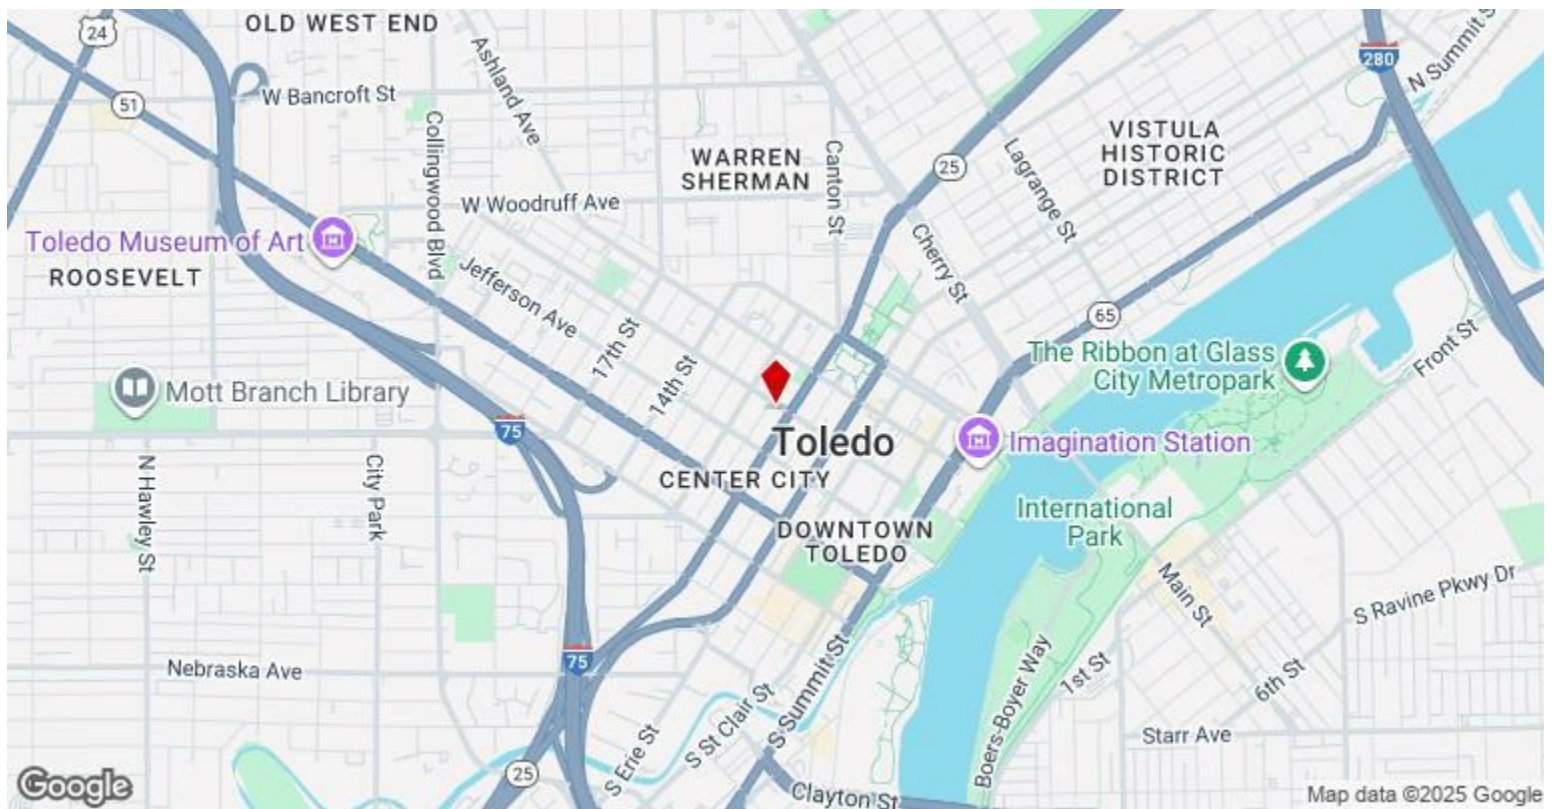 OLD WEST END
24
Ashland Ave
280
N Summit S
W Bancroft St
51
Collingwood Blvd
WARREN
SHERMAN
Canton St
25
Lagrange St
VISTULA
HISTORIC
DISTRICT
W Woodruff Ave
Toledo Museum of Art
ROOSEVELT
Jefferson Ave
Cherry St
65
17th St
14th St
The Ribbon at Glass
City Metropark
Front St
Mott Branch Library
75
Toledo
Imagination Station
CENTER CITY
N Hawley St
City Park
DOWNTOWN
TOLEDO
International
Park
Main St
S Ravine Pkwy Dr
75
Nebraska Ave
S Summit St
Boers-Boyer Way
1st St
6th St
S St Clair St
S Erie St
Starr Ave
25
Clayton St
Google
Map data ©2025 Google